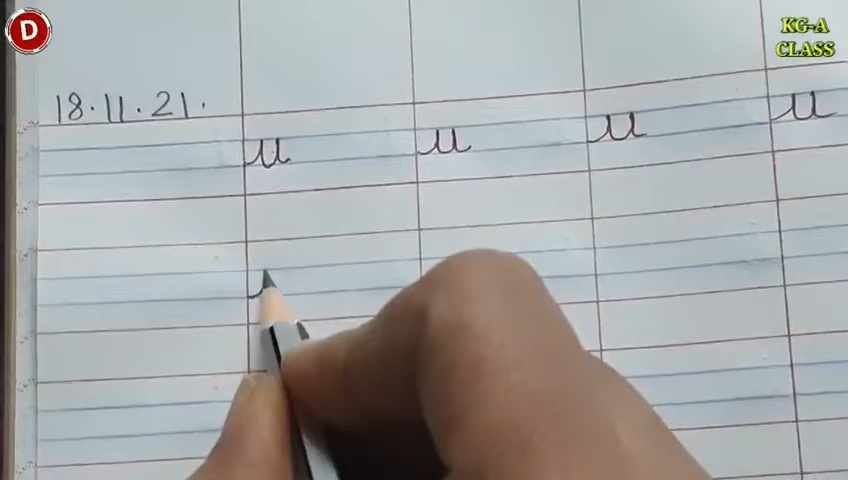 D
KG-A
CLASS
18.11.21.
u u u u